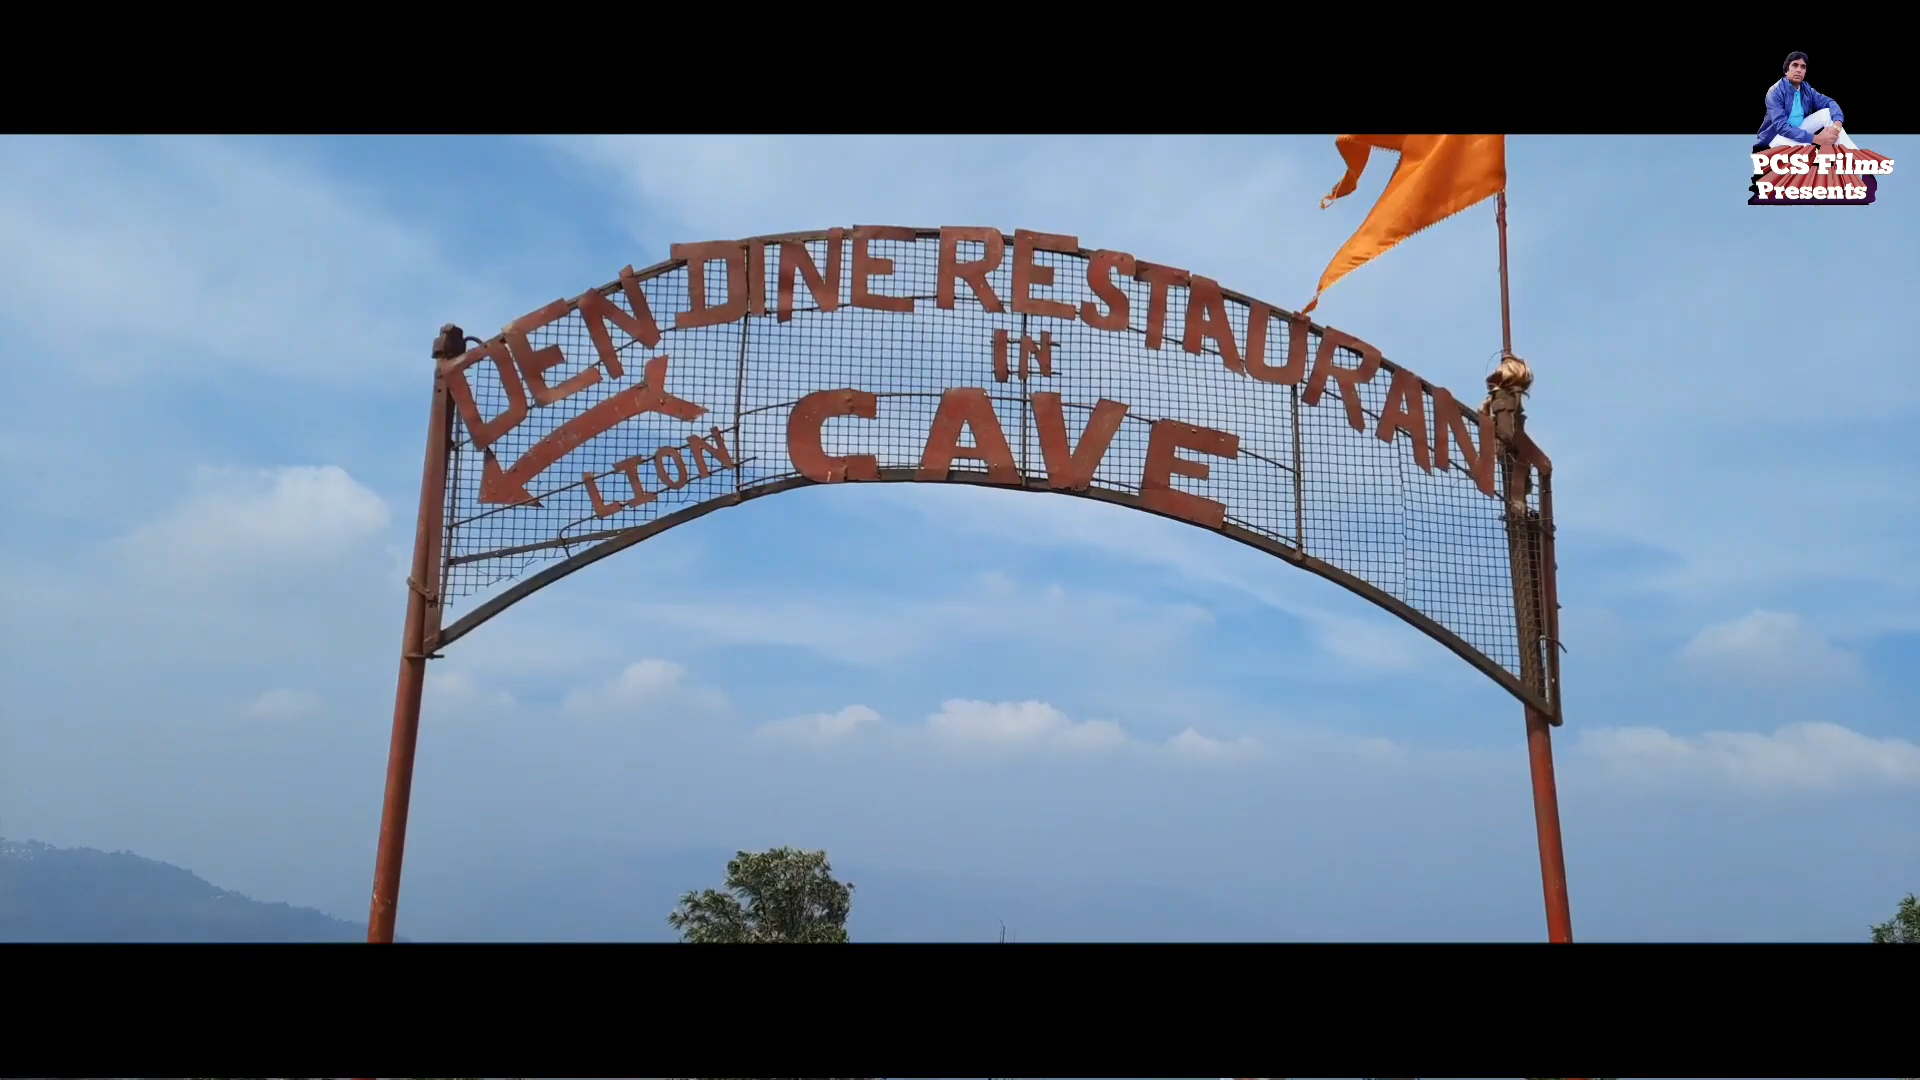 DEN DINE RESTAURANT
IN
CAVE
LION
PCS Films
Presents